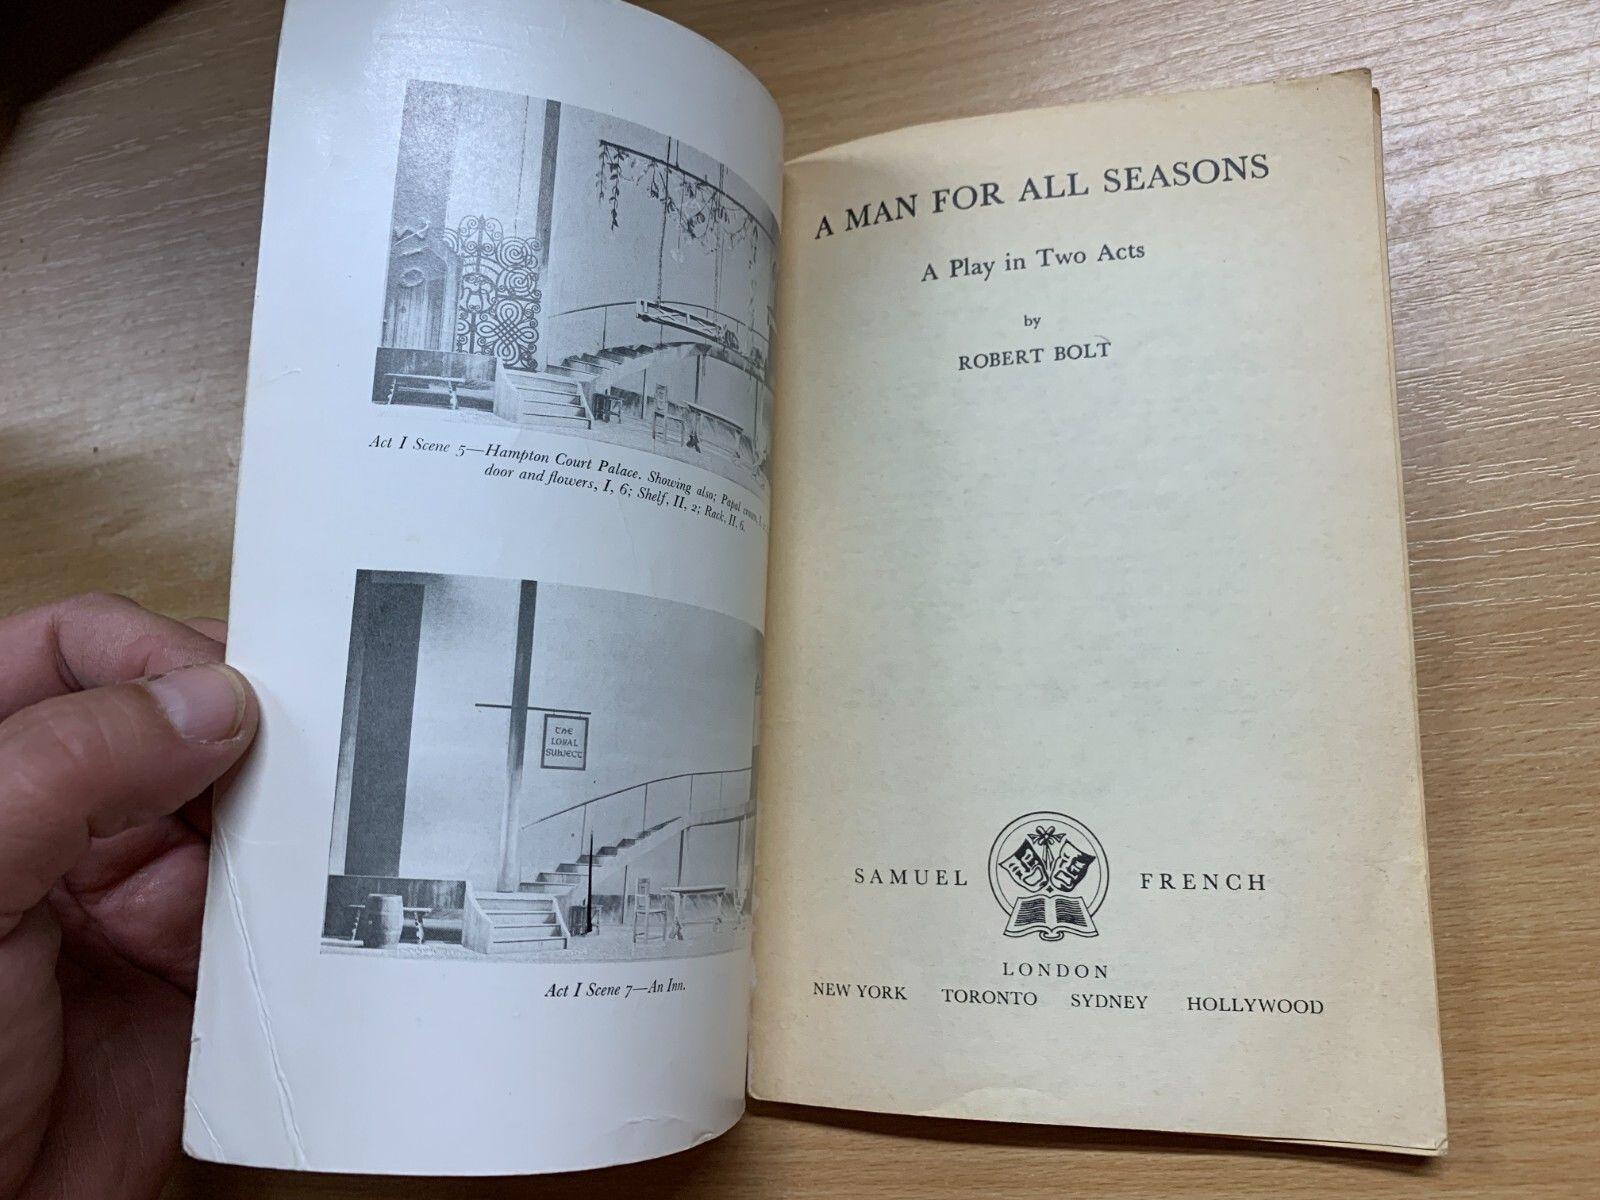 Act I Scene 5—Hampton Court Palace. Showing also; Papal crown, I,
door and flowers, I, 6; Shelf, II, 2; Rack, II, 6.
THE
LOYAL
SUBJECT
Act I Scene 7—An Inn.
A MAN FOR ALL SEASONS
A Play in Two Acts
by
ROBERT BOLT
SAMUEL FRENCH
LONDON
NEW YORK TORONTO SYDNEY HOLLYWOOD